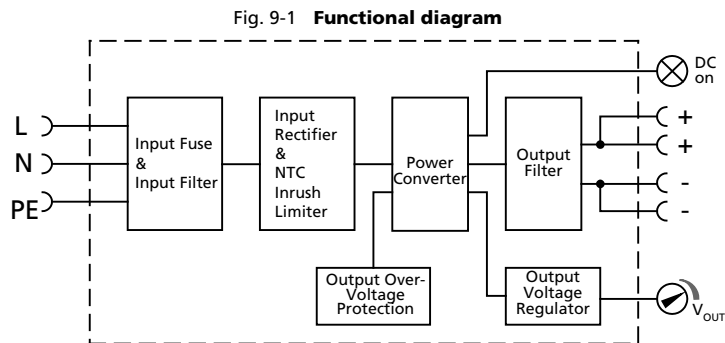 Fig. 9-1 Functional diagram
DC
on
L
N
PE
Input Fuse
&
Input Filter
Input
Rectifier
&
NTC
Inrush
Limiter
Power
Converter
Output
Filter
+
+
-
-
Output Over-
Voltage
Protection
Output
Voltage
Regulator
VOUT